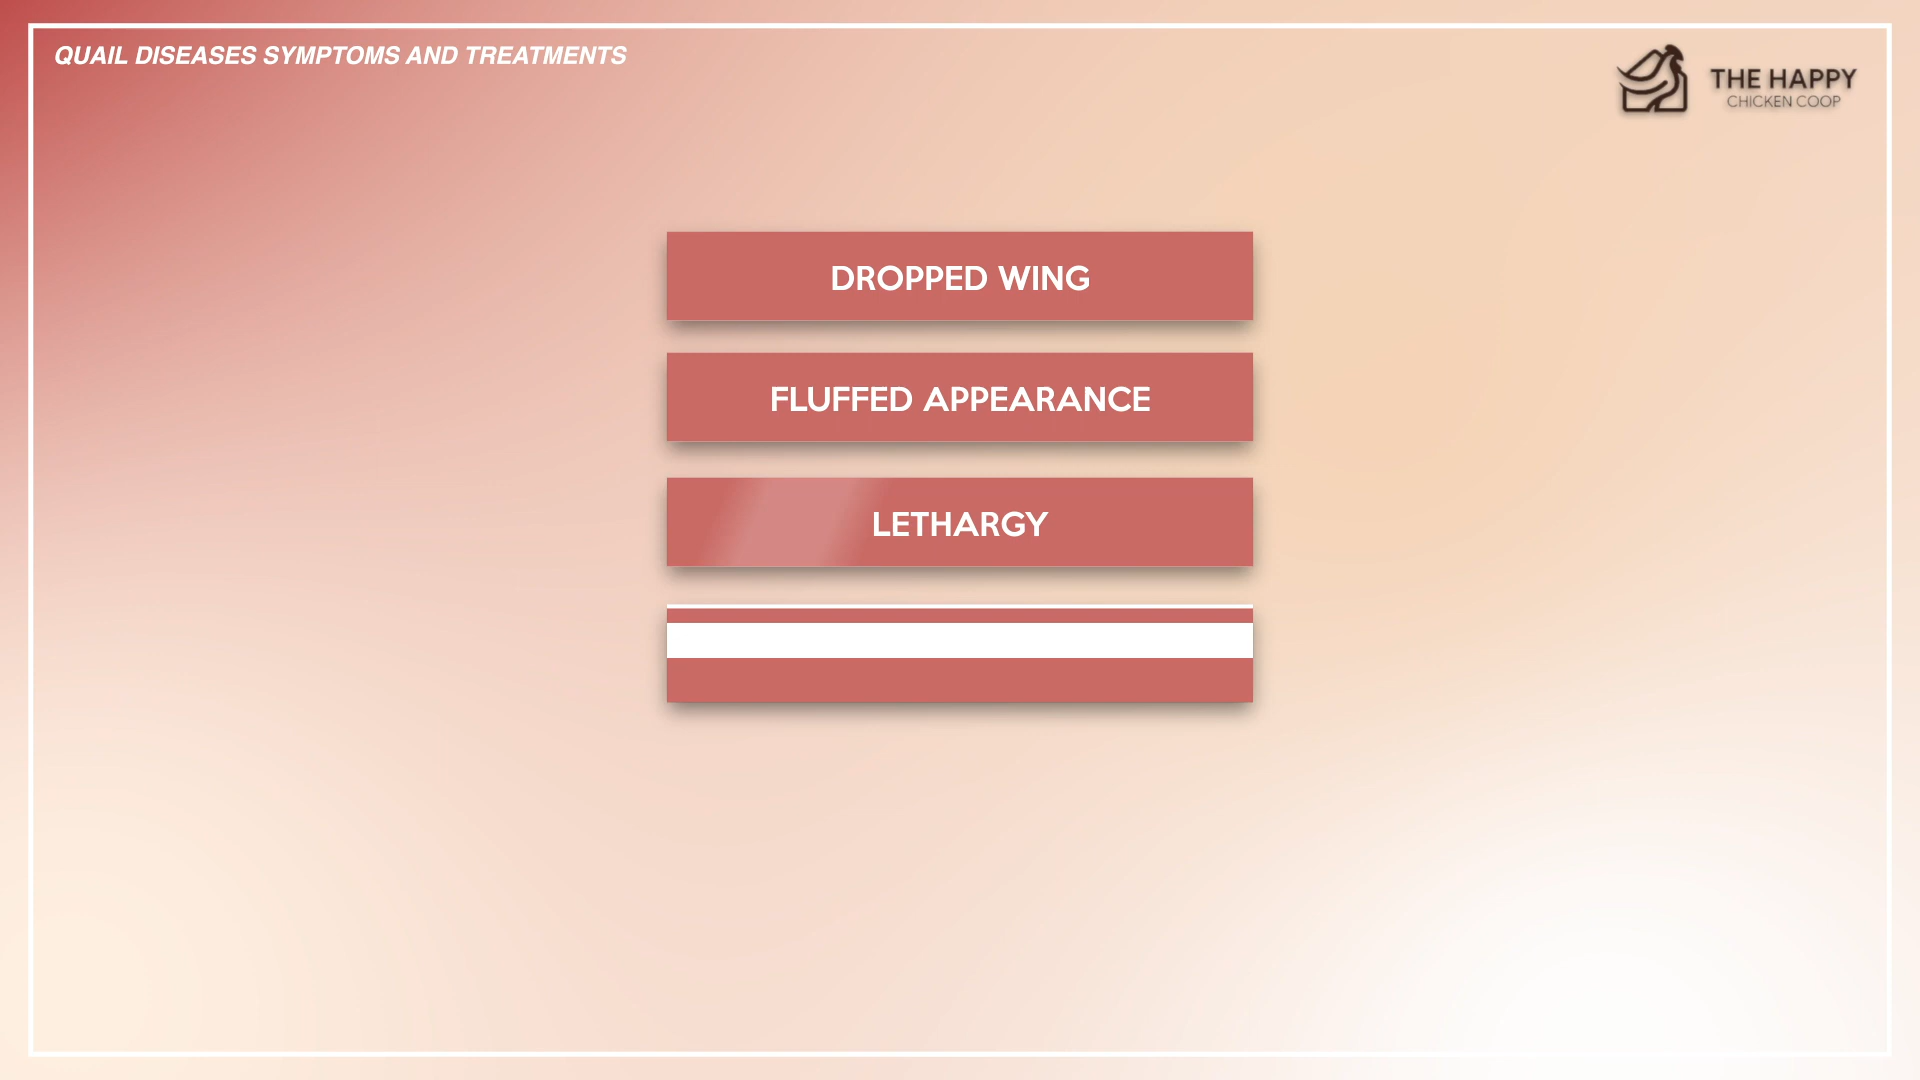 QUAIL DISEASES SYMPTOMS AND TREATMENTS
THE HAPPY
CHICKEN COOP
DROPPED WING
FLUFFED APPEARANCE
LETHARGY